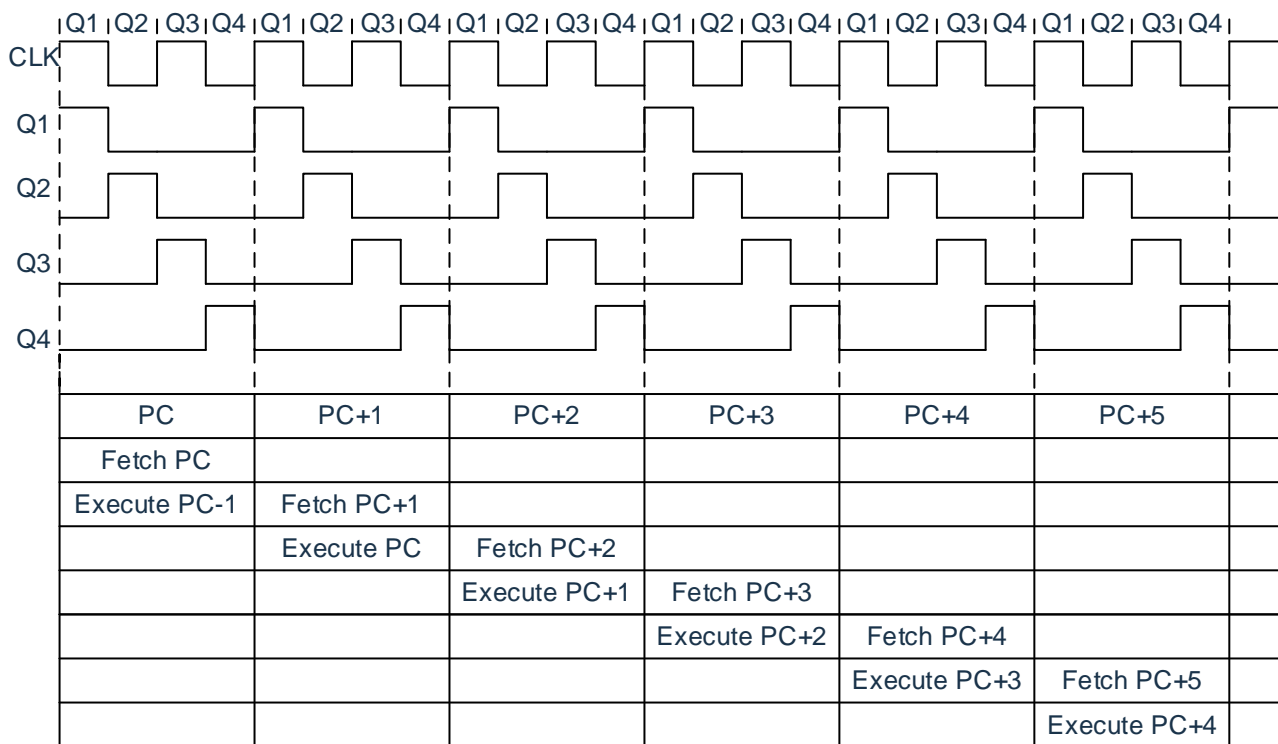 Q1 Q2 Q3 Q4 Q1 Q2 Q3 Q4 Q1 Q2 Q3 Q4 Q1 Q2 Q3 Q4 Q1 Q2 Q3 Q4 Q1 Q2 Q3 Q4
CLK
Q1
Q2
Q3
Q4
PC PC+1 PC+2 PC+3 PC+4 PC+5
Fetch PC
Execute PC-1 Fetch PC+1
Execute PC Fetch PC+2
Execute PC+1 Fetch PC+3
Execute PC+2 Fetch PC+4
Execute PC+3 Fetch PC+5
Execute PC+4